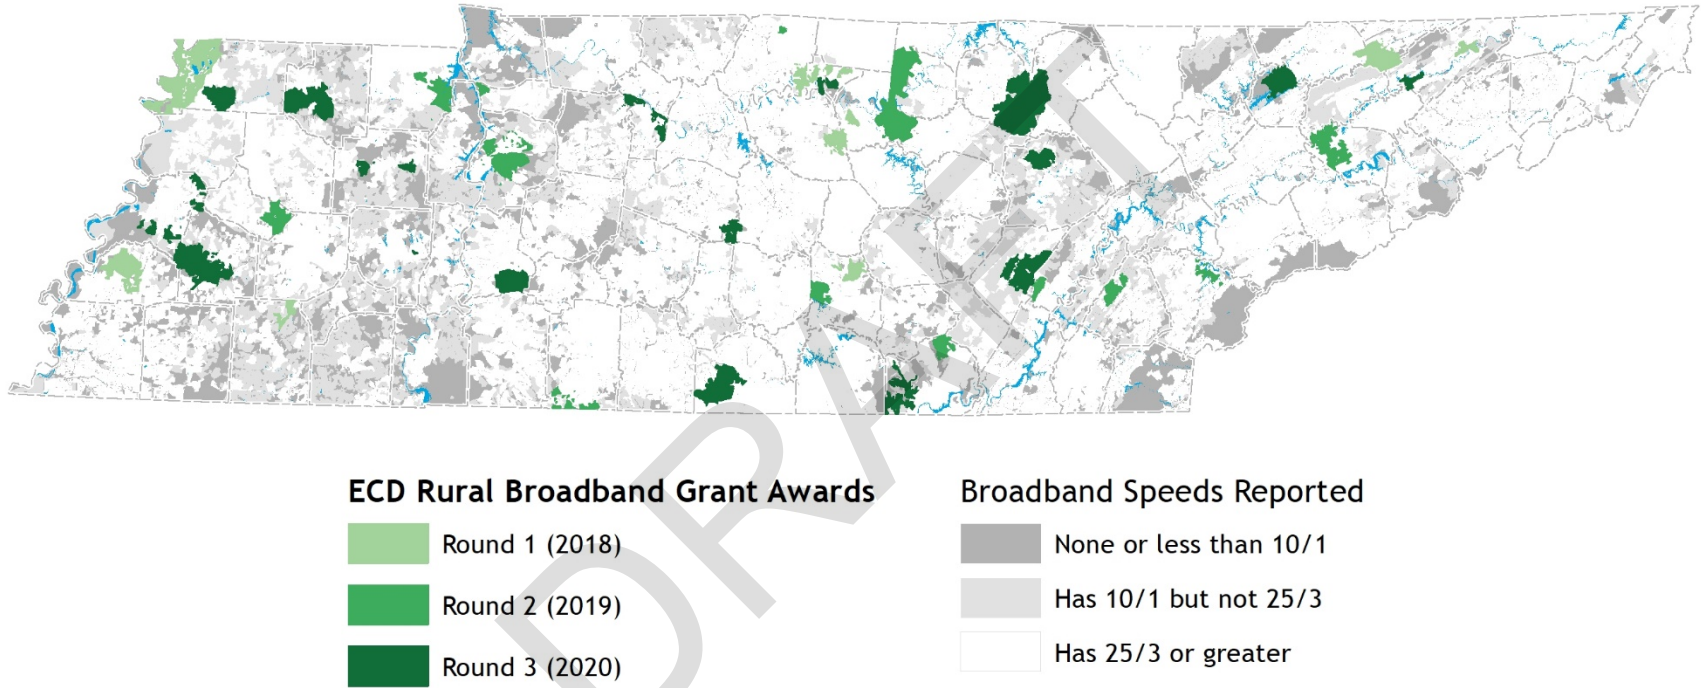 DRAFT
ECD Rural Broadband Grant Awards
Round 1 (2018)
Round 2 (2019)
Round 3 (2020)
Broadband Speeds Reported
None or less than 10/1
Has 10/1 but not 25/3
Has 25/3 or greater